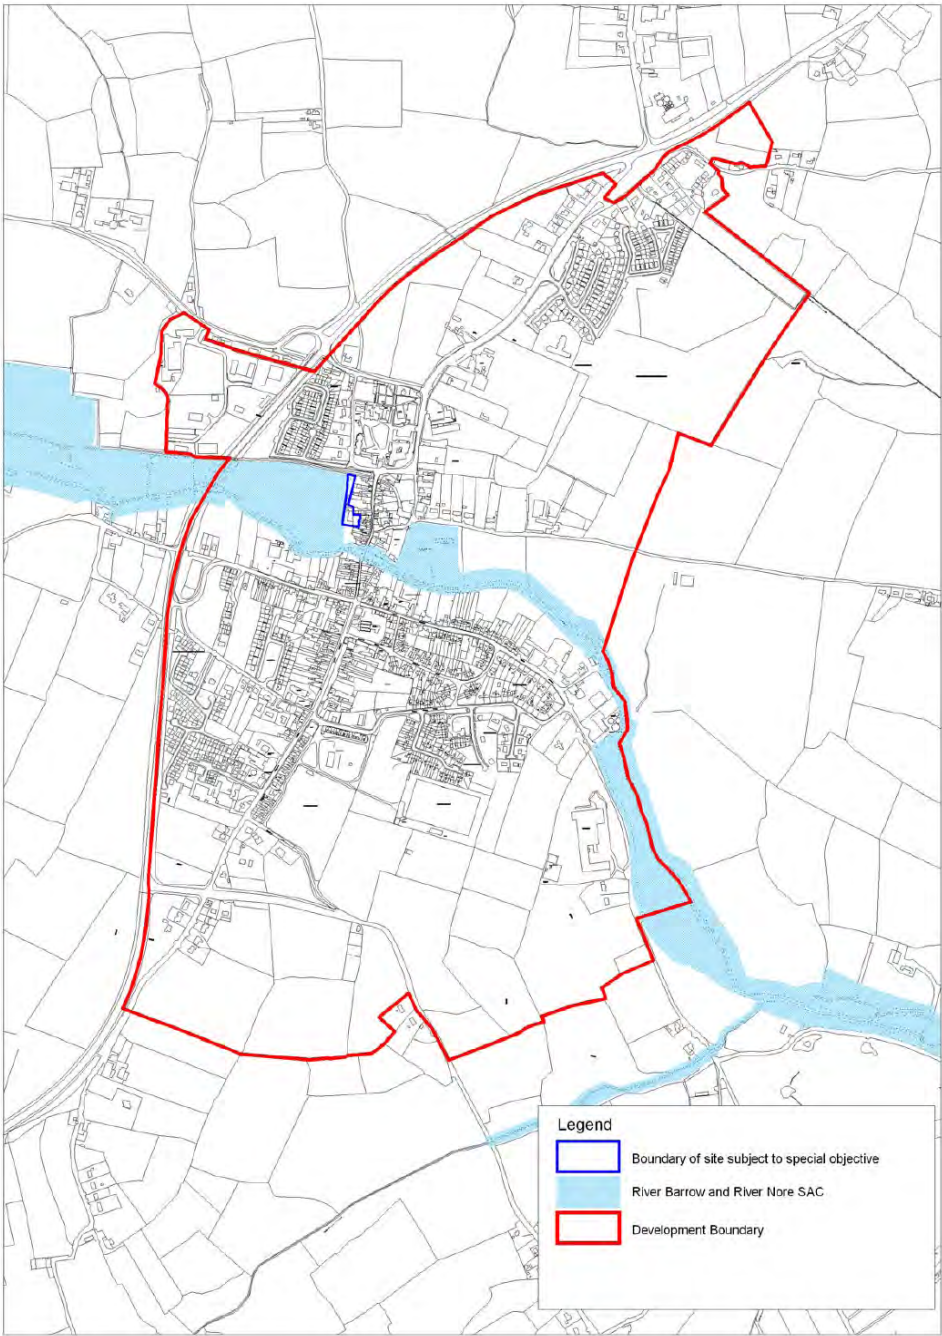 Legend
Boundary of site subject to special objective
River Barrow and River Nore SAC
Development Boundary